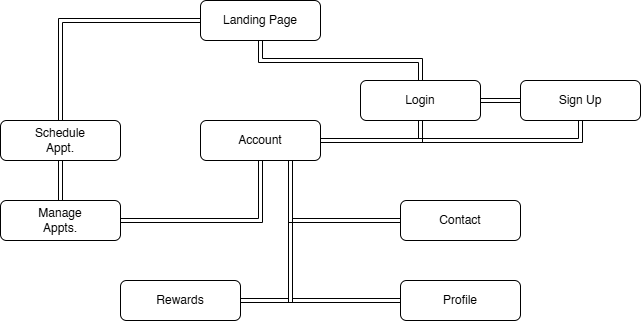 Landing Page
Login
Sign Up
Schedule
Appt.
Account
Manage
Appts.
Contact
Rewards
Profile